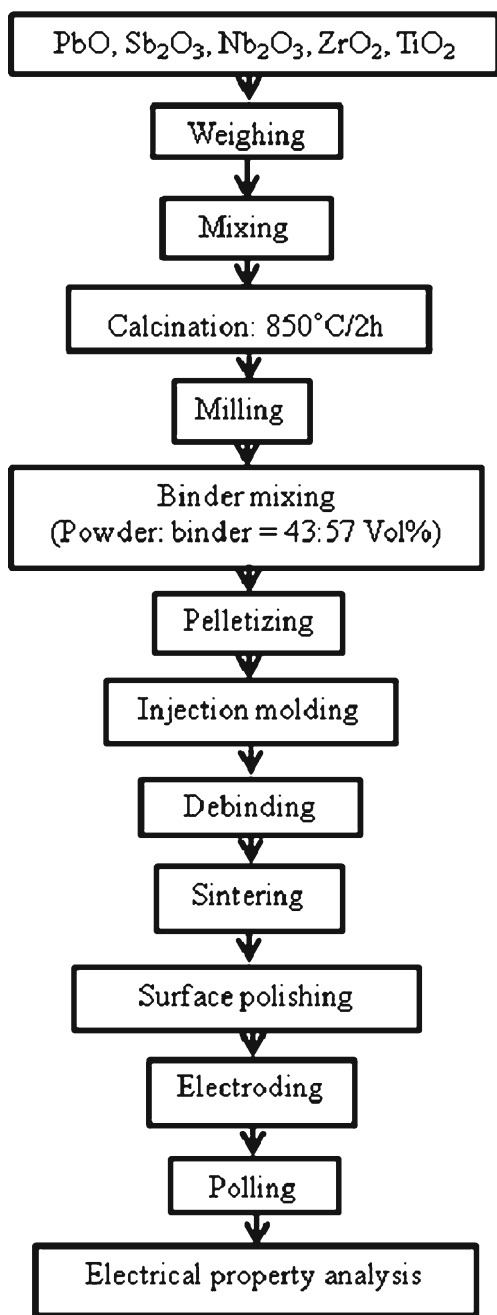 PbO, Sb₂O₃, Nb₂O₃, ZrO₂, TiO₂
Weighing
Mixing
Calcination: 850°C/2h
Milling
Binder mixing
(Powder: binder = 43:57 Vol%)
Pelletizing
Injection molding
Debinding
Sintering
Surface polishing
Electroding
Polling
Electrical property analysis